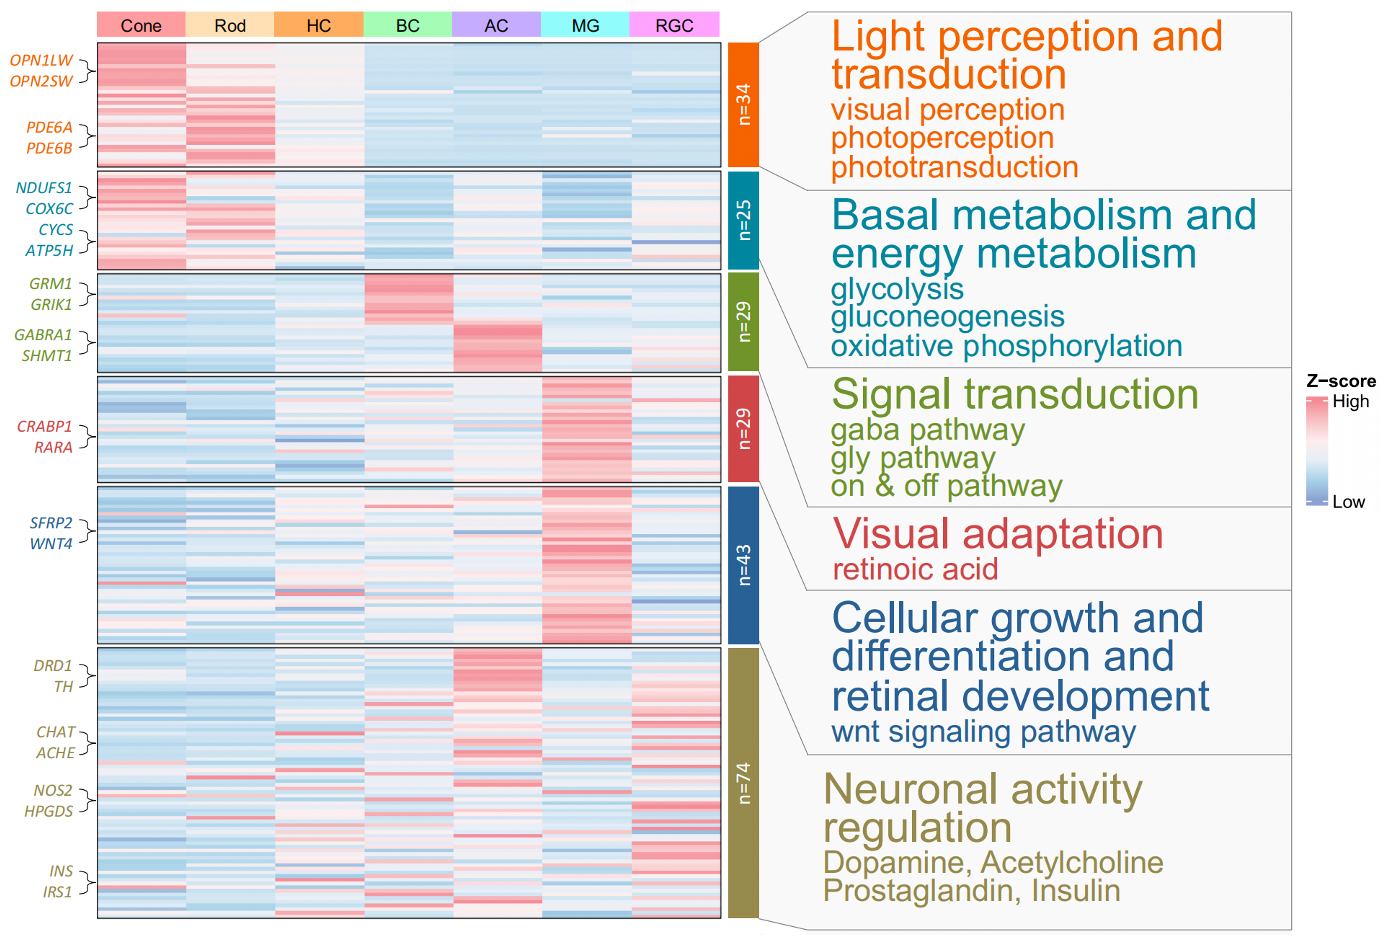 Cone Rod HC BC AC MG RGC
OPN1LW
OPN2SW
PDE6A
PDE6B
n=34
Light perception and
transduction
visual perception
photoperception
phototransduction
NDUFS1
COX6C
CYCS
ATP5H
n=25
Basal metabolism and
energy metabolism
glycolysis
gluconeogenesis
oxidative phosphorylation
GRM1
GRIK1
GABRA1
SHMT1
n=29
Signal transduction
gaba pathway
gly pathway
on & off pathway
CRABP1
RARA
n=29
Visual adaptation
retinoic acid
SFRP2
WNT4
n=43
Cellular growth and
differentiation and
retinal development
wnt signaling pathway
DRD1
TH
CHAT
ACHE
NOS2
HPGDS
INS
IRS1
n=74
Neuronal activity
regulation
Dopamine, Acetylcholine
Prostaglandin, Insulin
Z−score
High
Low